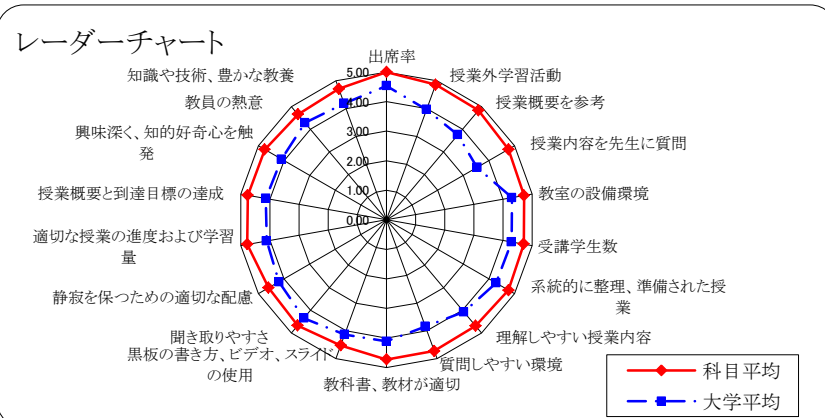 レーダーチャート
出席率
授業外学習活動
授業概要を参考
授業内容を先生に質問
教室の設備環境
受講学生数
系統的に整理、準備された授
業
理解しやすい授業内容
質問しやすい環境
教科書、教材が適切
黒板の書き方、ビデオ、スライド
の使用
聞き取りやすさ
静寂を保つための適切な配慮
適切な授業の進度および学習
量
授業概要と到達目標の達成
興味深く、知的好奇心を触
発
教員の熱意
知識や技術、豊かな教養
5.00
4.00
3.00
2.00
1.00
0.00
科目平均
大学平均